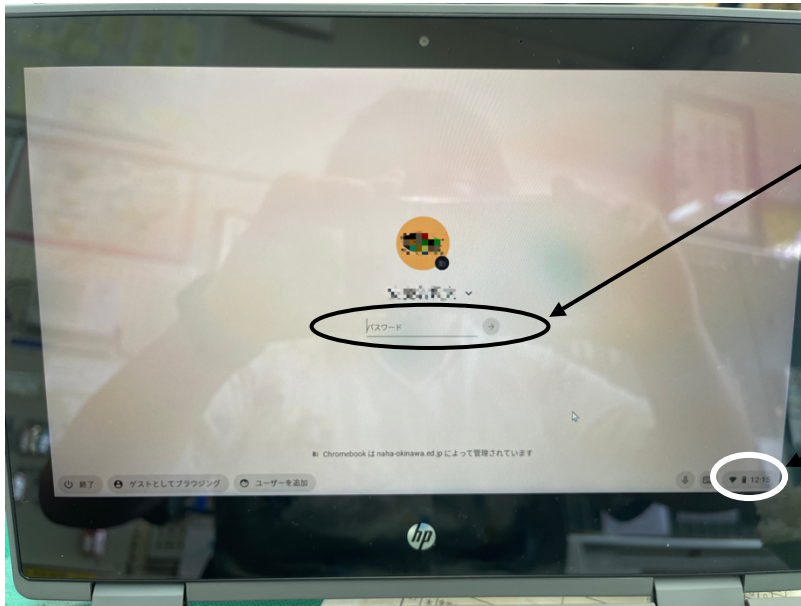 パスワード
Chromebook は naha-okinawa.ed.jp によって管理されています
終了
ゲストとしてブラウジング
ユーザーを追加
12:15
hp